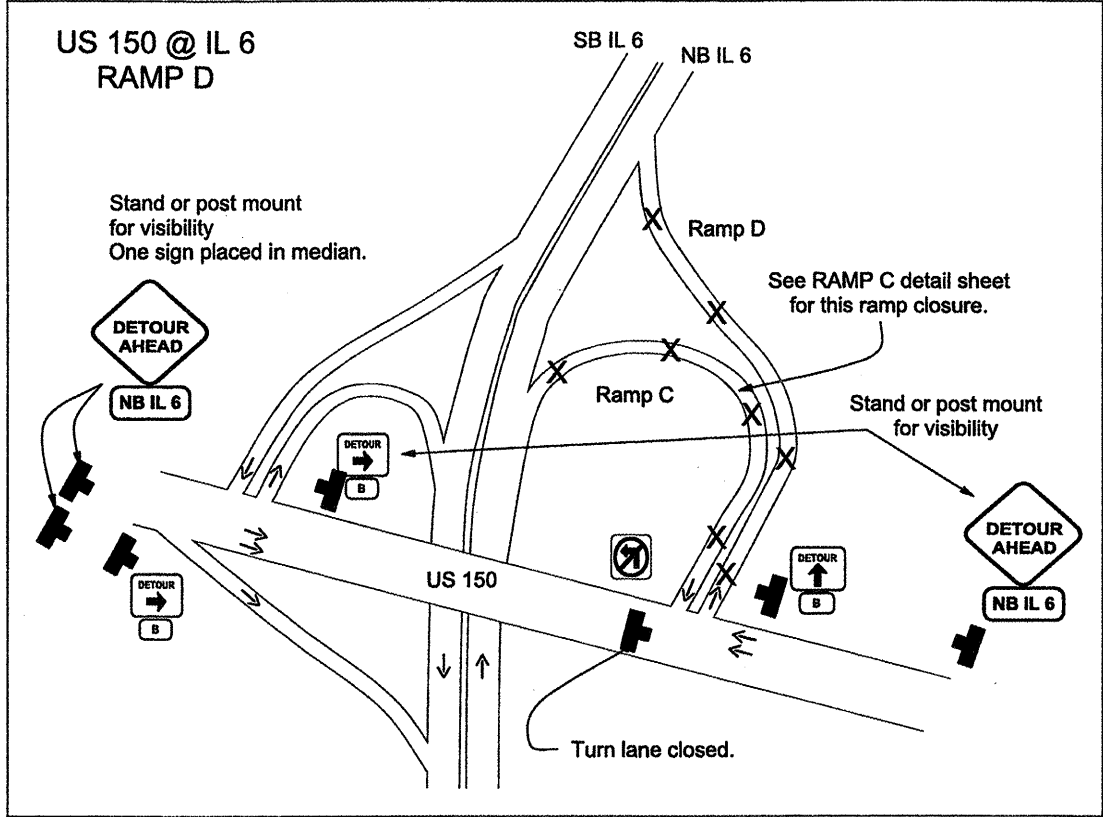 US 150 @ IL 6
RAMP D
SB IL 6
NB IL 6
Stand or post mount
for visibility
One sign placed in median.
DETOUR
AHEAD
NB IL 6
Ramp D
See RAMP C detail sheet
for this ramp closure.
Ramp C
Stand or post mount
for visibility
DETOUR
B
DETOUR
B
US 150
DETOUR
B
DETOUR
AHEAD
NB IL 6
Turn lane closed.